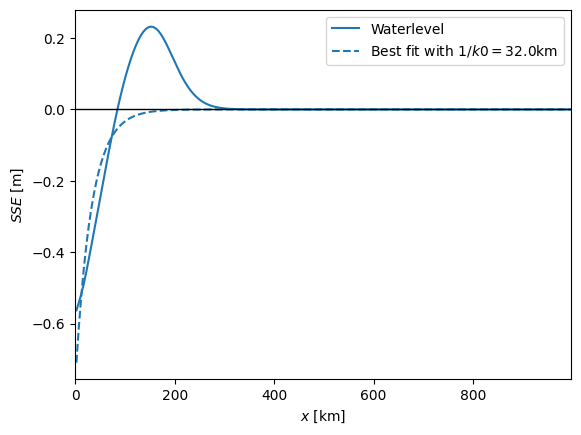 0.2
0.0
−0.2
−0.4
−0.6
SSE [m]
Waterlevel
Best fit with 1/k0 = 32.0km
0 200 400 600 800
x [km]